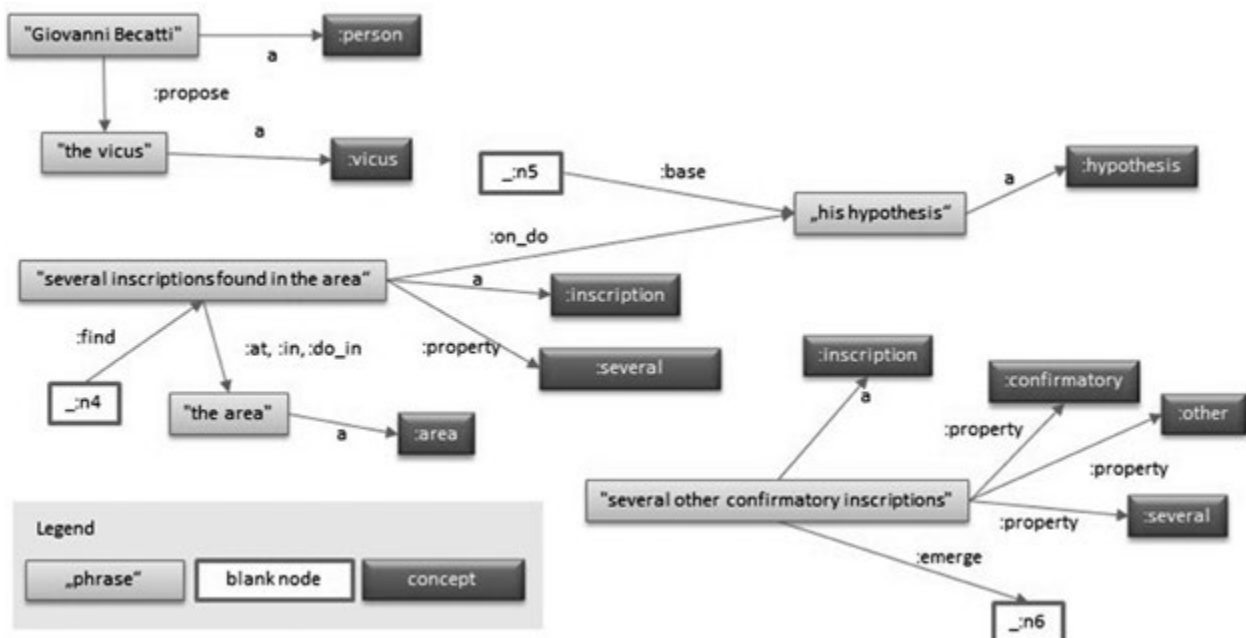 "Giovanni Becatti"
:person
a
:propose
"the vicus"
a
:vicus
_:n5
:base
„his hypothesis“
a
:hypothesis
:on_do
"several inscriptions found in the area“
a
:inscription
:find
:at, :in, :do_in
:property
:several
_:n4
"the area"
a
:area
:inscription
a
:confirmatory
:property
:other
:property
"several other confirmatory inscriptions"
:property
:several
:emerge
_:n6
Legend
„phrase“
blank node
concept